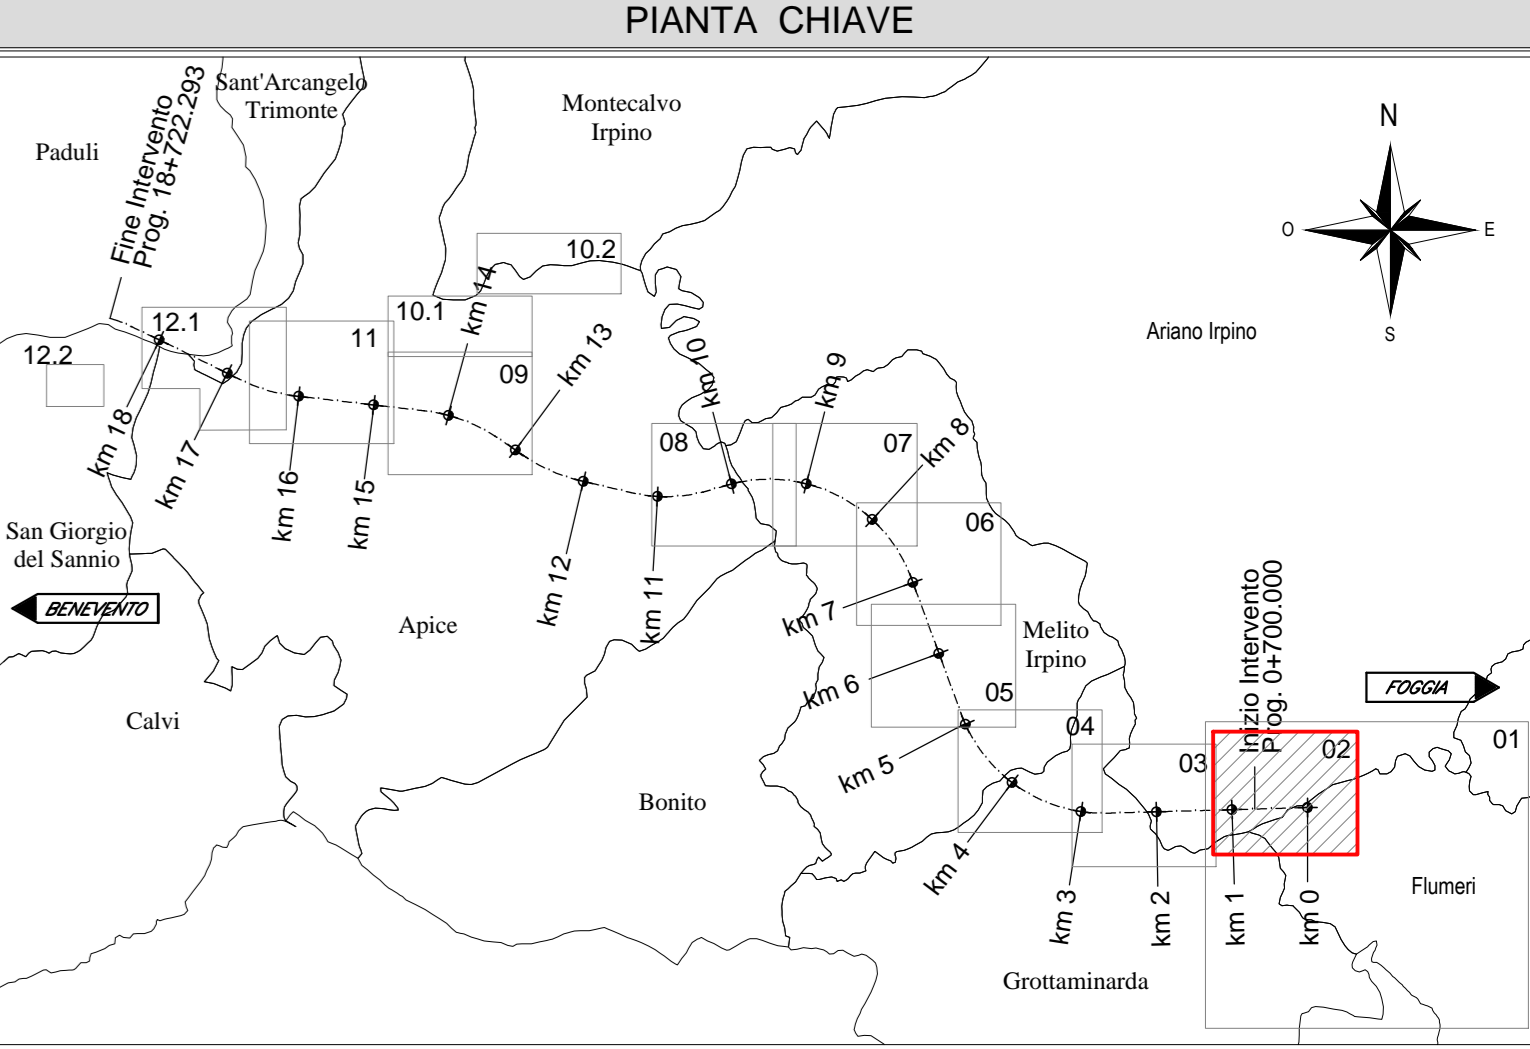 PIANTA CHIAVE
Sant'Arcangelo
Trimonte
Montecalvo
Irpino
Paduli
Fine Intervento
Prog. 18+722.293
N
O
E
S
Ariano Irpino
10.2
10.1
12.1
11
12.2
09
08
07
06
05
04
03
02
01
km 18
km 17
km 16
km 15
km 14
km 13
km 12
km 11
km 10
km 9
km 8
km 7
km 6
km 5
km 4
km 3
km 2
km 1
km 0
San Giorgio
del Sannio
BENEVENTO
Apice
Calvi
Bonito
Melito
Irpino
Inizio Intervento
Prog. 0+700.000
FOGGIA
Flumeri
Grottaminarda